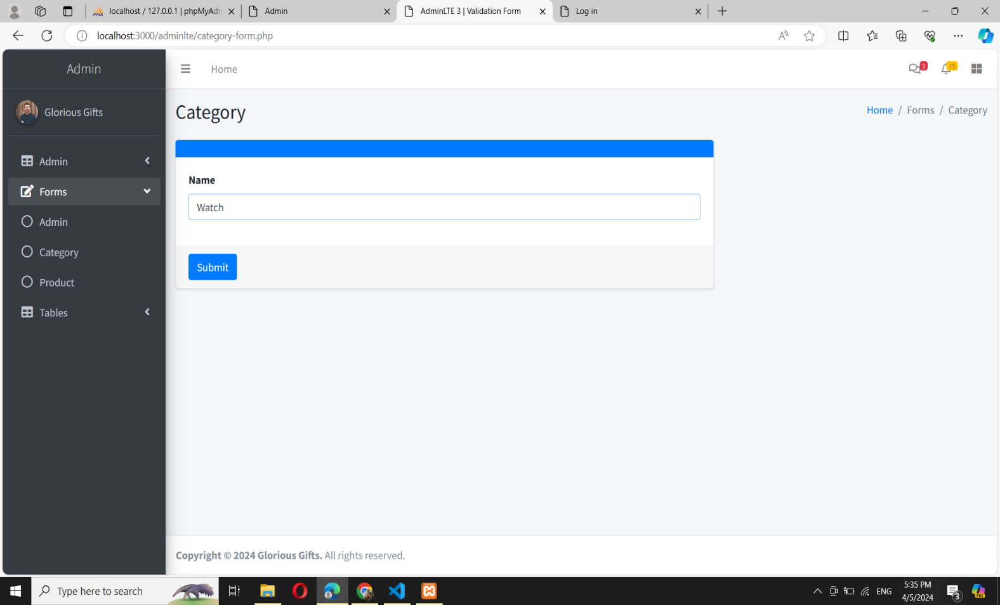 localhost / 127.0.0.1 | phpMyAdm
Admin
AdminLTE 3 | Validation Form
Log in
localhost:3000/adminlte/category-form.php
Admin
Home
3
15
Glorious Gifts
Category
Home / Forms / Category
Admin
Forms
Admin
Category
Product
Tables
Name
Watch
Submit
Copyright © 2024 Glorious Gifts. All rights reserved.
Type here to search
ENG
5:35 PM
4/5/2024
3
PRE